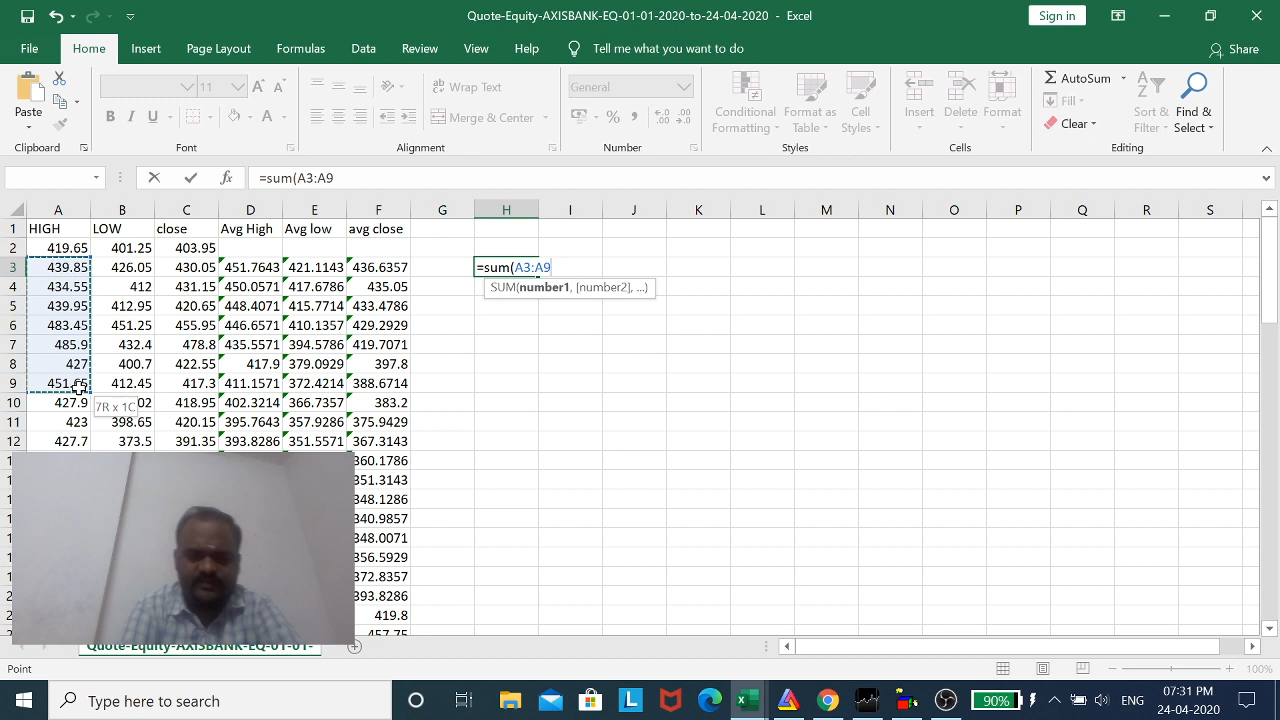 Quote-Equity-AXISBANK-EQ-01-01-2020-to-24-04-2020 - Excel
Sign in
File Home Insert Page Layout Formulas Data Review View Help Tell me what you want to do Share
Paste
11
B I U
A A
Wrap Text
Merge & Center
General
Conditional Formatting
Format as Table
Cell Styles
Insert
Delete
Format
AutoSum
Fill
Clear
Sort & Filter
Find & Select
Clipboard Font Alignment Number Styles Cells Editing
fx =sum(A3:A9
A B C D E F G H I J K L M N O P Q R S
1 HIGH LOW close Avg High Avg low avg close
2 419.65 401.25 403.95
3 439.85 426.05 430.05 451.7643 421.1143 436.6357 =sum(A3:A9
4 434.55 412 431.15 450.0571 417.6786 435.05 SUM(number1, [number2], ...)
5 439.95 412.95 420.65 448.4071 415.7714 433.4786
6 483.45 451.25 455.95 446.6571 410.1357 429.2929
7 485.9 432.4 478.8 435.5571 394.5786 419.7071
8 427 400.7 422.55 417.9 379.0929 397.8
9 412.45 417.3 411.1571 372.4214 388.6714
10 427.9 418.95 402.3214 366.7357 383.2
7R x 1C
11 423 398.65 420.15 395.7643 357.9286 375.9429
12 427.7 373.5 391.35 393.8286 351.5571 367.3143
360.1786
351.3143
348.1286
340.9857
348.0071
356.5929
372.8357
393.8286
419.8
457.75
Quote-Equity-AXISBANK-EQ-01-01-
Point
100%
Type here to search
90%
ENG
07:31 PM
24-04-2020